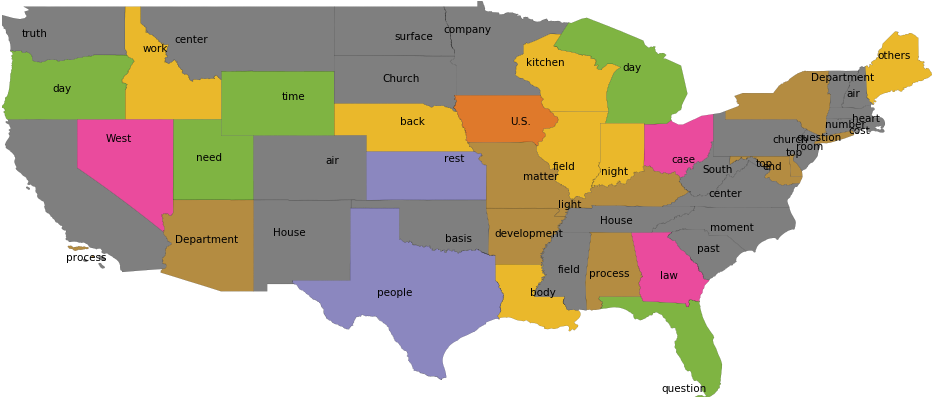 truth
work
center
surface
company
kitchen
day
others
day
time
Church
Department
air
back
U.S.
number
heart
cost
West
need
air
rest
matter
field
night
case
church
question
room
top
South
top
end
center
light
Department
House
basis
development
House
moment
process
people
body
field
process
law
past
question